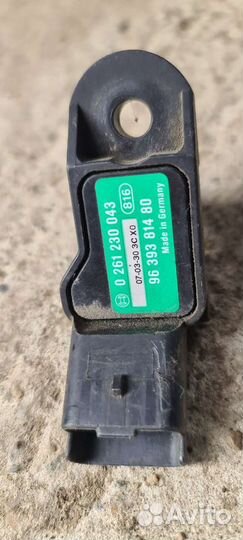 0 261 230 043 816
07-03-30 3C X0
96 393 814 80
Made in Germany
Avito